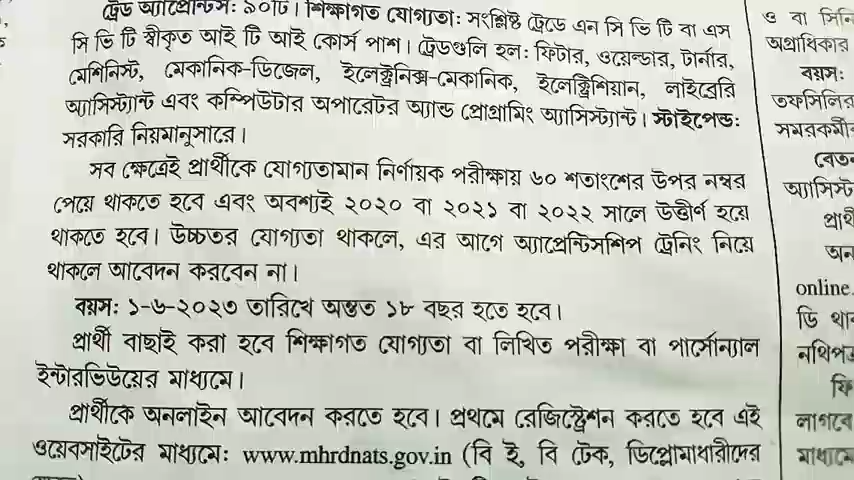 ট্রেড অ্যাপ্রেন্টিস: ৯০টি। শিক্ষাগত যোগ্যতা: সংশ্লিষ্ট ট্রেডে এন সি ভি টি বা এস
সি ভি টি স্বীকৃত আই টি আই কোর্স পাশ। ট্রেডগুলি হল: ফিটার, ওয়েল্ডার, টার্নার,
মেশিনিস্ট, মেকানিক-ডিজেল, ইলেক্ট্রনিক্স-মেকানিক, ইলেক্ট্রিশিয়ান, লাইব্রেরি
অ্যাসিস্ট্যান্ট এবং কম্পিউটার অপারেটর অ্যান্ড প্রোগ্রামিং অ্যাসিস্ট্যান্ট। স্টাইপেন্ড:
সরকারি নিয়মানুসারে।
সব ক্ষেত্রেই প্রার্থীকে যোগ্যতামান নির্ণায়ক পরীক্ষায় ৬০ শতাংশের উপর নম্বর
পেয়ে থাকতে হবে এবং অবশ্যই ২০২০ বা ২০২১ বা ২০২২ সালে উত্তীর্ণ হয়ে
থাকতে হবে। উচ্চতর যোগ্যতা থাকলে, এর আগে অ্যাপ্রেন্টিসশিপ ট্রেনিং নিয়ে
থাকলে আবেদন করবেন না।
বয়স: ১-৬-২০২৩ তারিখে অন্তত ১৮ বছর হতে হবে।
প্রার্থী বাছাই করা হবে শিক্ষাগত যোগ্যতা বা লিখিত পরীক্ষা বা পার্সোন্যাল
ইন্টারভিউয়ের মাধ্যমে।
প্রার্থীকে অনলাইন আবেদন করতে হবে। প্রথমে রেজিস্ট্রেশন করতে হবে এই
ওয়েবসাইটের মাধ্যমে: www.mhrdnats.gov.in (বি ই, বি টেক, ডিপ্লোমাধারীদের
ও বা সিনি
অগ্রাধিকার
বয়স:
তফসিলির
সমরকর্মী
বেতন
অ্যাসিস্ট
প্রার্থী
অন
online.
ডি থা
নথিপত্র
ফি
লাগবে
মাধ্যমে